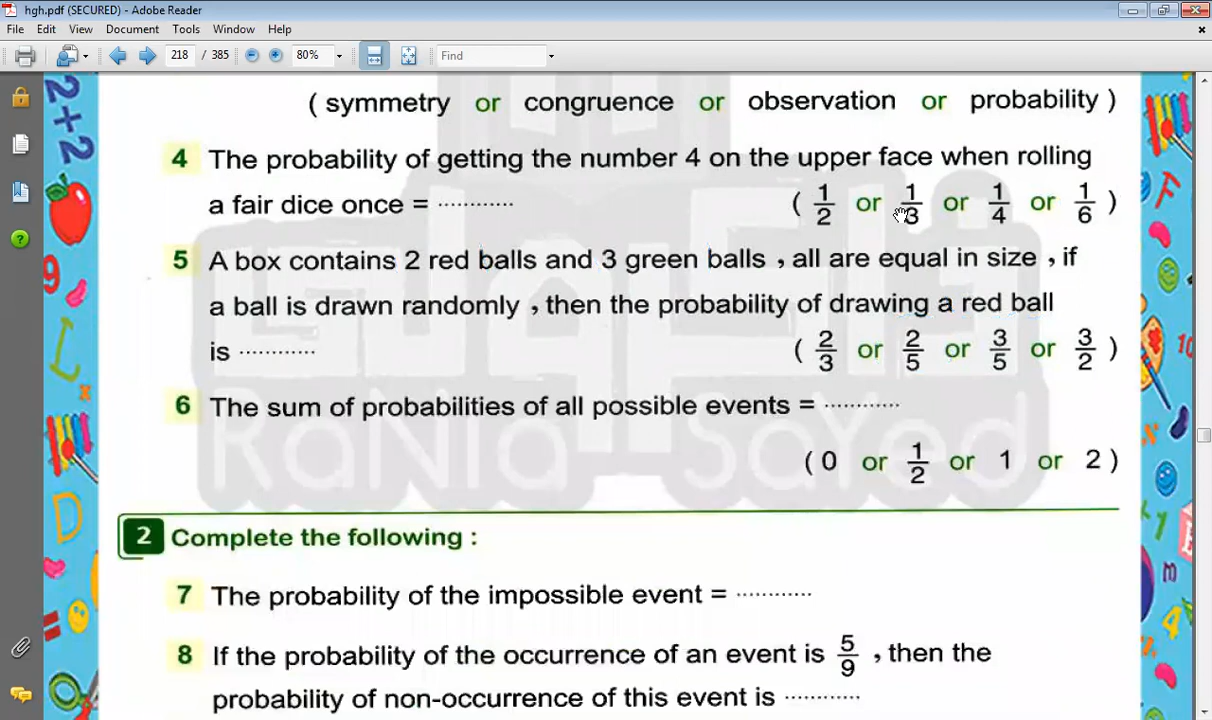 hgh.pdf (SECURED) - Adobe Reader
File Edit View Document Tools Window Help
218 / 385 80% Find
( symmetry or congruence or observation or probability )
4 The probability of getting the number 4 on the upper face when rolling
a fair dice once = ············ ( 1/2 or 1/3 or 1/4 or 1/6 )
5 A box contains 2 red balls and 3 green balls , all are equal in size , if
a ball is drawn randomly , then the probability of drawing a red ball
is ············ ( 2/3 or 2/5 or 3/5 or 3/2 )
6 The sum of probabilities of all possible events = ············
( 0 or 1/2 or 1 or 2 )
RaNia SaYed
2 Complete the following :
7 The probability of the impossible event = ············
8 If the probability of the occurrence of an event is 5/9 , then the
probability of non-occurrence of this event is ············